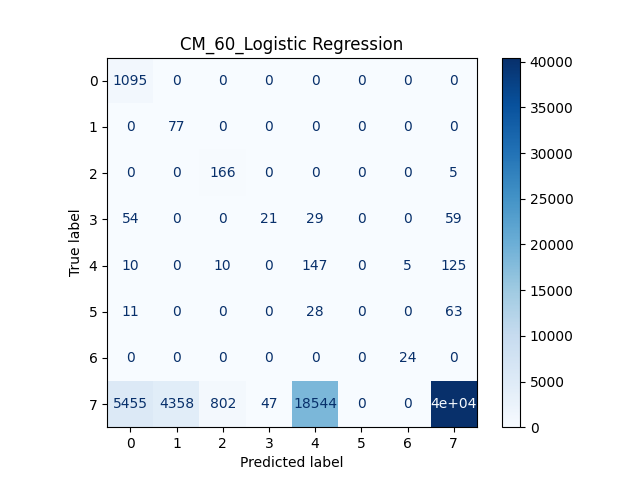 CM_60_Logistic Regression
0 1095 0 0 0 0 0 0 0
1 0 77 0 0 0 0 0 0
2 0 0 166 0 0 0 0 5
3 54 0 0 21 29 0 0 59
4 10 0 10 0 147 0 5 125
5 11 0 0 0 28 0 0 63
6 0 0 0 0 0 0 24 0
7 5455 4358 802 47 18544 0 0 4e+04
0 1 2 3 4 5 6 7
Predicted label
True label
40000
35000
30000
25000
20000
15000
10000
5000
0